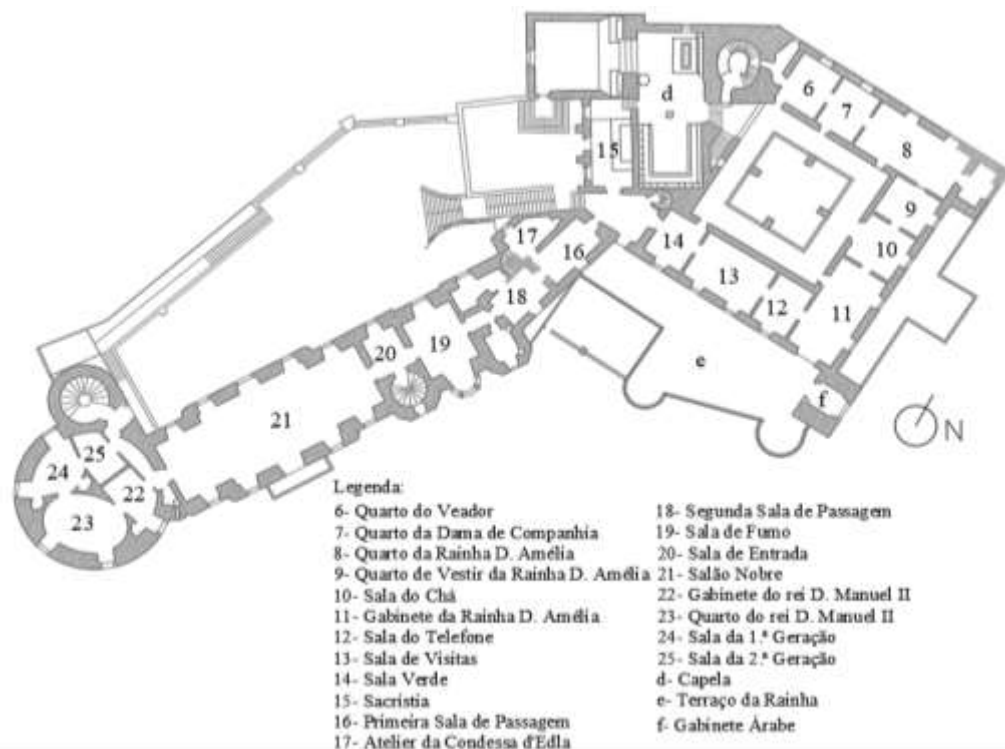 d
6
7
8
15
9
14
10
17
16
13
18
12
11
19
20
e
f
N
21
25
24
22
23
Legenda:
6- Quarto do Veador
7- Quarto da Dama de Companhia
8- Quarto da Rainha D. Amélia
9- Quarto de Vestir da Rainha D. Amélia
10- Sala do Chá
11- Gabinete da Rainha D. Amélia
12- Sala do Telefone
13- Sala de Visitas
14- Sala Verde
15- Sacristia
16- Primeira Sala de Passagem
17- Atelier da Condessa d'Edla
18- Segunda Sala de Passagem
19- Sala de Fumo
20- Sala de Entrada
21- Salão Nobre
22- Gabinete do rei D. Manuel II
23- Quarto do rei D. Manuel II
24- Sala da 1.ª Geração
25- Sala da 2.ª Geração
d- Capela
e- Terraço da Rainha
f- Gabinete Árabe